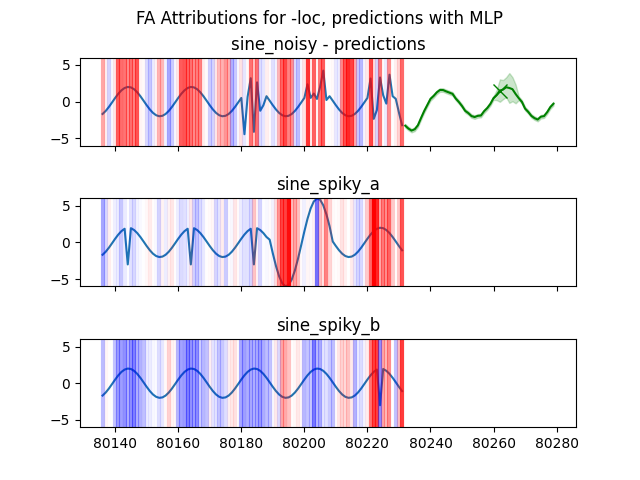 FA Attributions for -loc, predictions with MLP
sine_noisy - predictions
5
0
−5
sine_spiky_a
5
0
−5
sine_spiky_b
5
0
−5
80140 80160 80180 80200 80220 80240 80260 80280